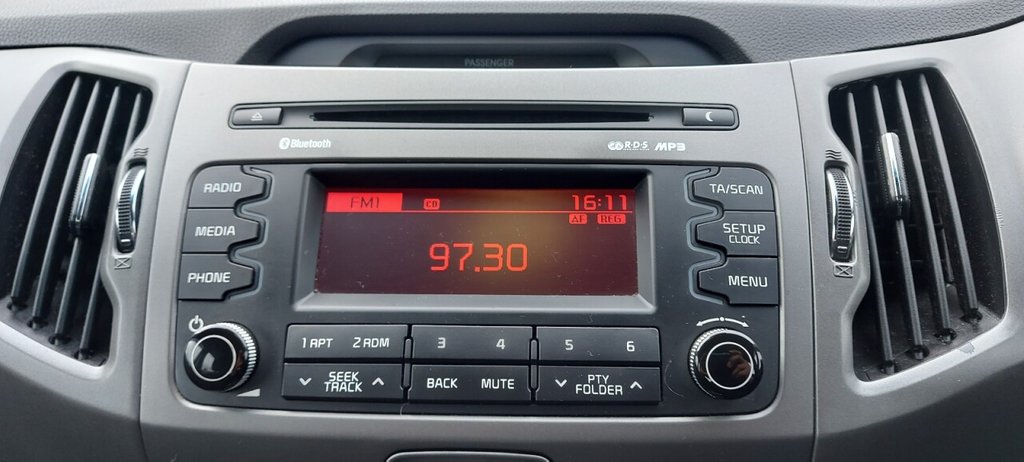 PASSENGER
Bluetooth
R·D·S MP3
RADIO
MEDIA
PHONE
FM1 CD 16:11
AF REG
97.30
TA/SCAN
SETUP
CLOCK
MENU
1 RPT 2 RDM 3 4 5 6
SEEK
TRACK
BACK MUTE
PTY
FOLDER